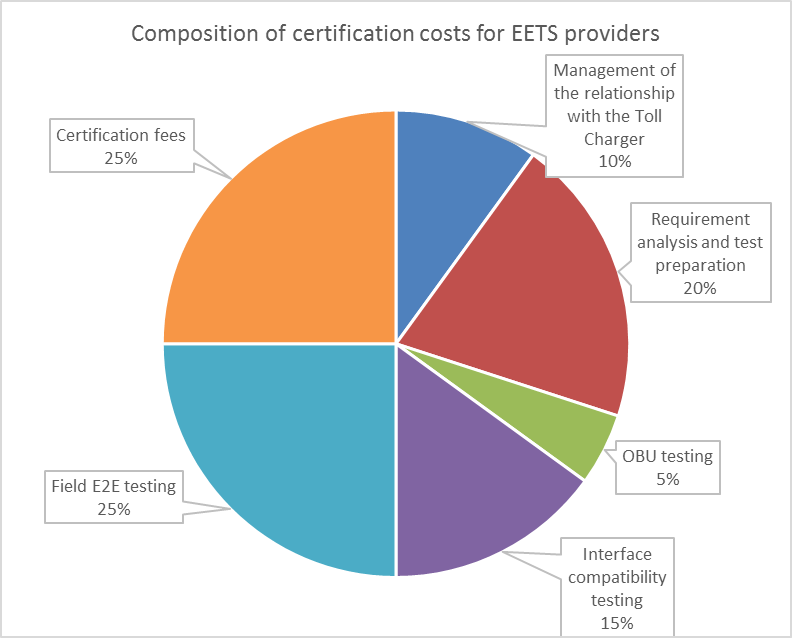 Composition of certification costs for EETS providers
Management of
the relationship
with the Toll
Charger
10%
Certification fees
25%
Requirement
analysis and test
preparation
20%
OBU testing
5%
Field E2E testing
25%
Interface
compatibility
testing
15%